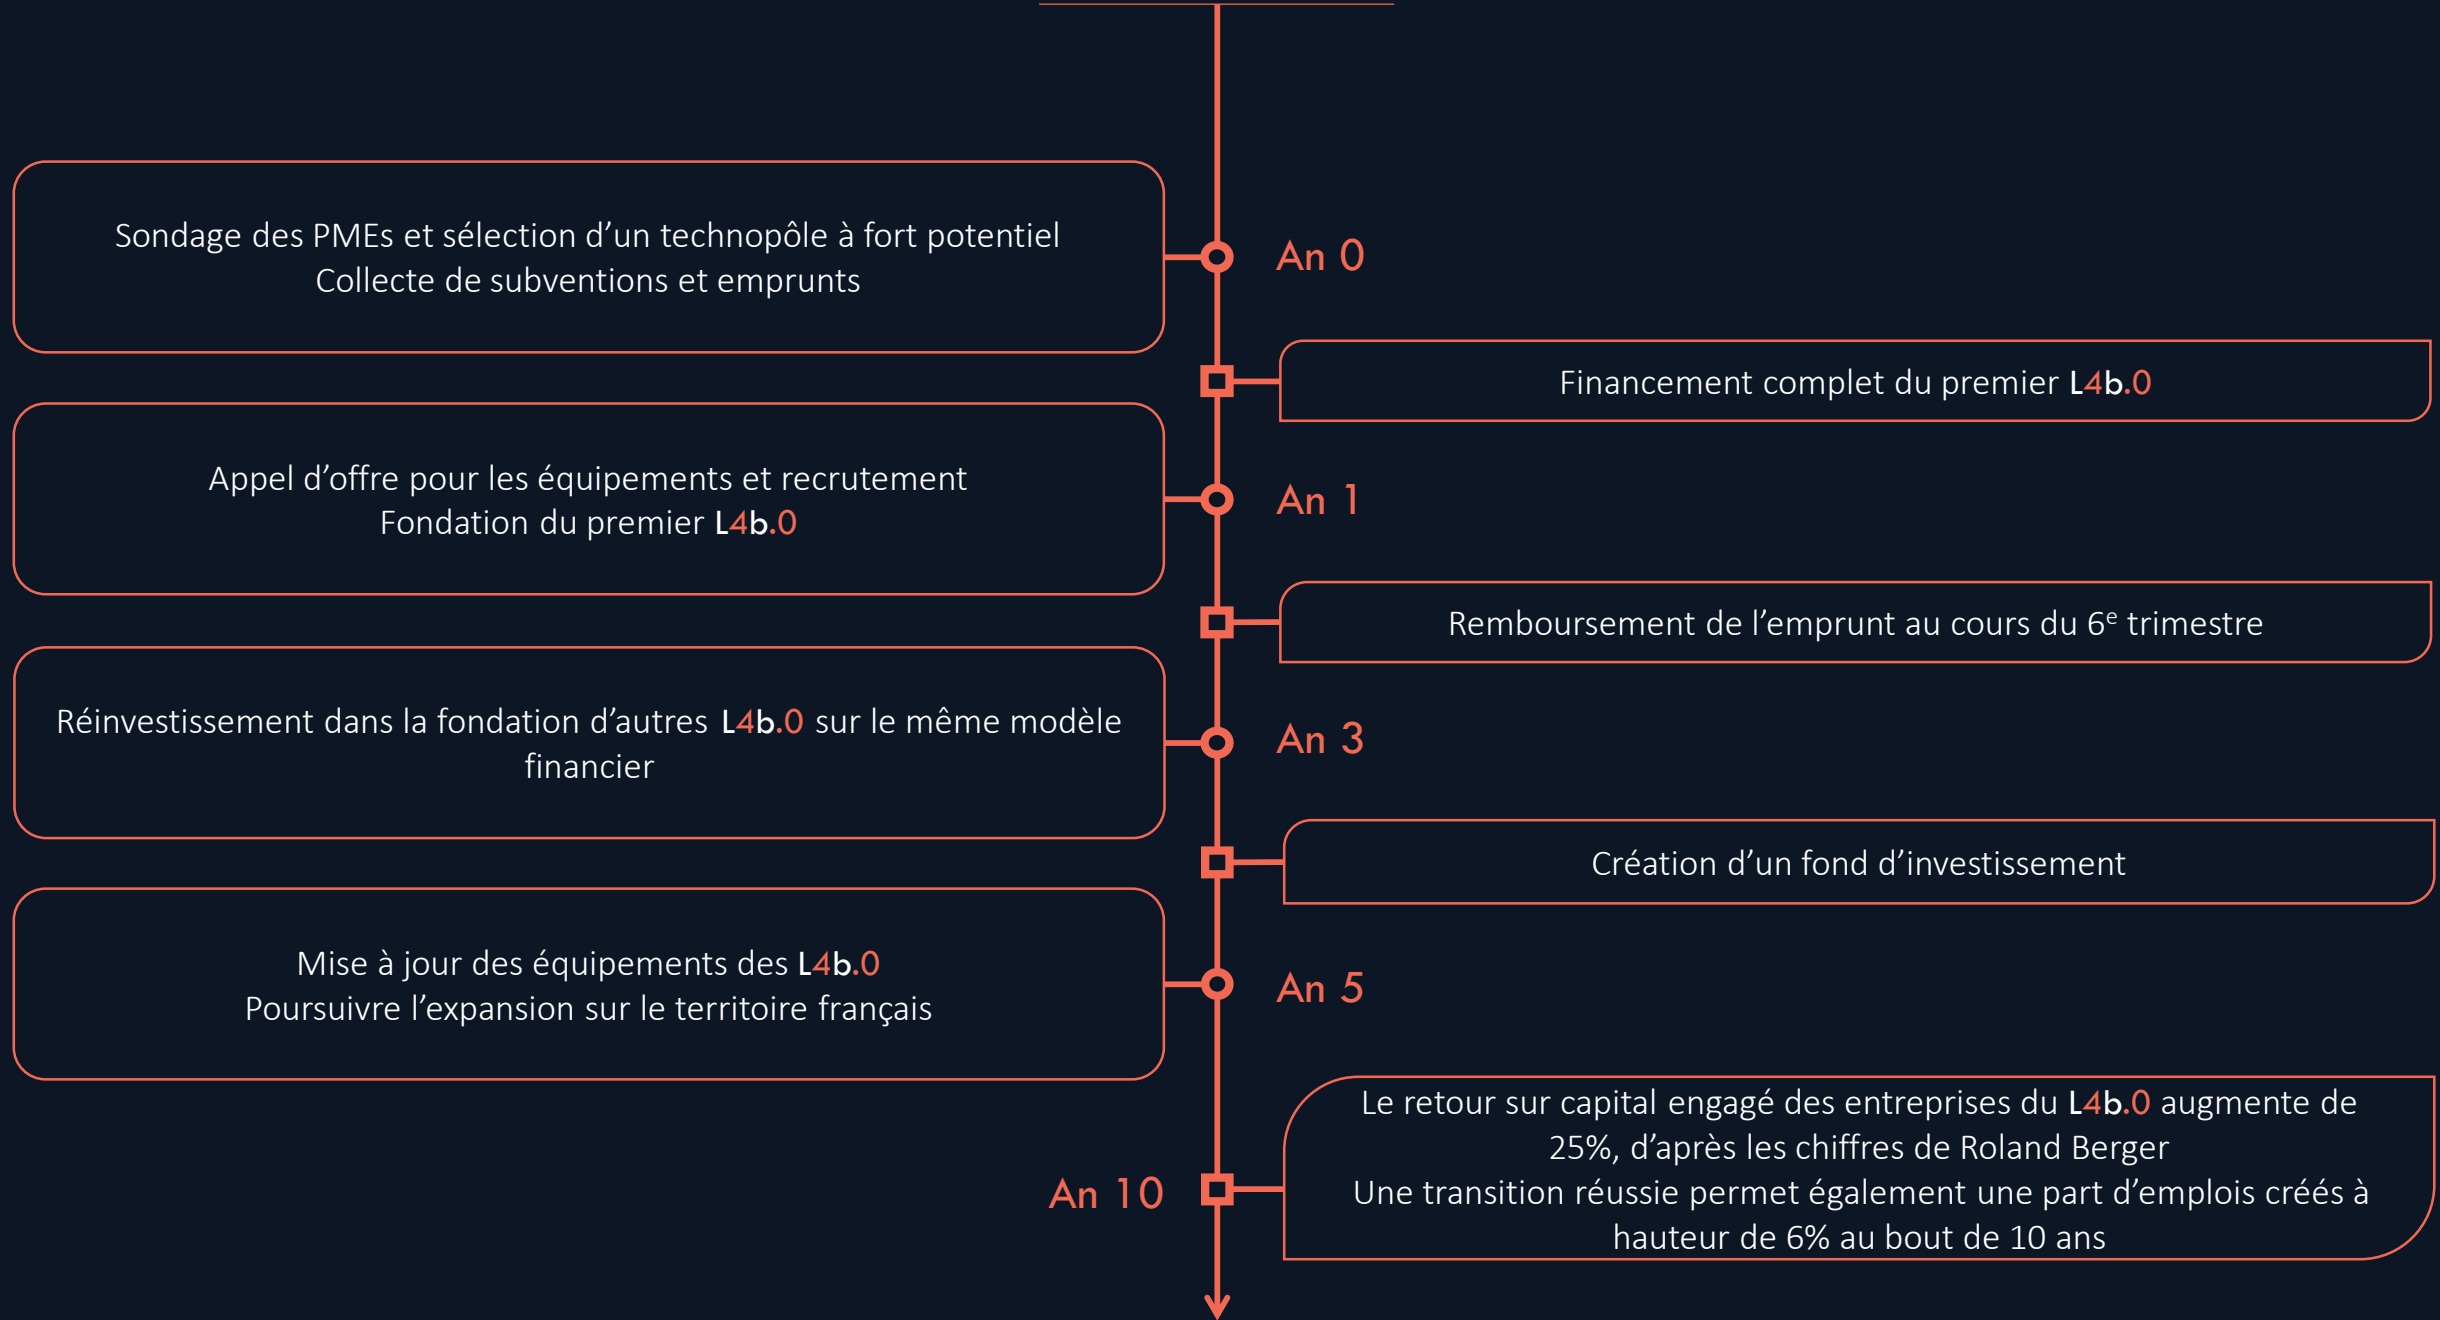 Sondage des PMEs et sélection d’un technopôle à fort potentiel
Collecte de subventions et emprunts
An 0
Financement complet du premier L4b.0
Appel d’offre pour les équipements et recrutement
Fondation du premier L4b.0
An 1
Remboursement de l’emprunt au cours du 6e trimestre
Réinvestissement dans la fondation d’autres L4b.0 sur le même modèle
financier
An 3
Création d’un fond d’investissement
Mise à jour des équipements des L4b.0
Poursuivre l’expansion sur le territoire français
An 5
An 10
Le retour sur capital engagé des entreprises du L4b.0 augmente de
25%, d’après les chiffres de Roland Berger
Une transition réussie permet également une part d’emplois créés à
hauteur de 6% au bout de 10 ans